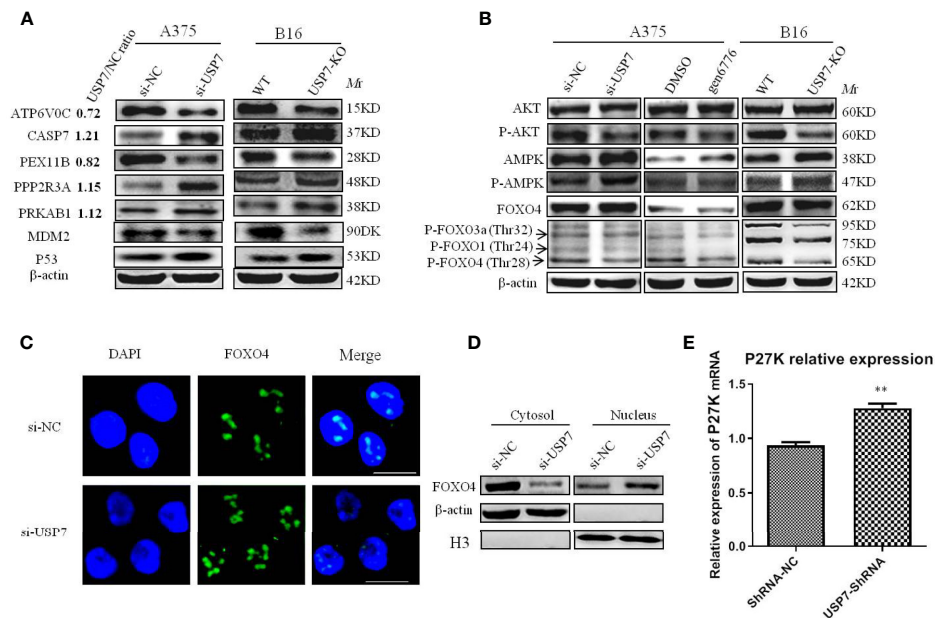 A
A375
B16
USP7/NC ratio
si-NC
si-USP7
WT
USP7-KO
Mr
ATP6V0C 0.72
15KD
CASP7 1.21
37KD
PEX11B 0.82
28KD
PPP2R3A 1.15
48KD
PRKAB1 1.12
38KD
MDM2
90DK
P53
53KD
β-actin
42KD
B
A375
B16
si-NC
si-USP7
DMSO
gen6776
WT
USP7-KO
Mr
AKT
60KD
P-AKT
60KD
AMPK
38KD
P-AMPK
47KD
FOXO4
62KD
P-FOXO3a (Thr32)
95KD
P-FOXO1 (Thr24)
75KD
P-FOXO4 (Thr28)
65KD
β-actin
42KD
C
DAPI
FOXO4
Merge
si-NC
si-USP7
D
Cytosol
Nucleus
si-NC
si-USP7
si-NC
si-USP7
FOXO4
β-actin
H3
E
P27K relative expression
Relative expression of P27K mRNA
1.5
1.0
0.5
0.0
**
ShRNA-NC
USP7-ShRNA